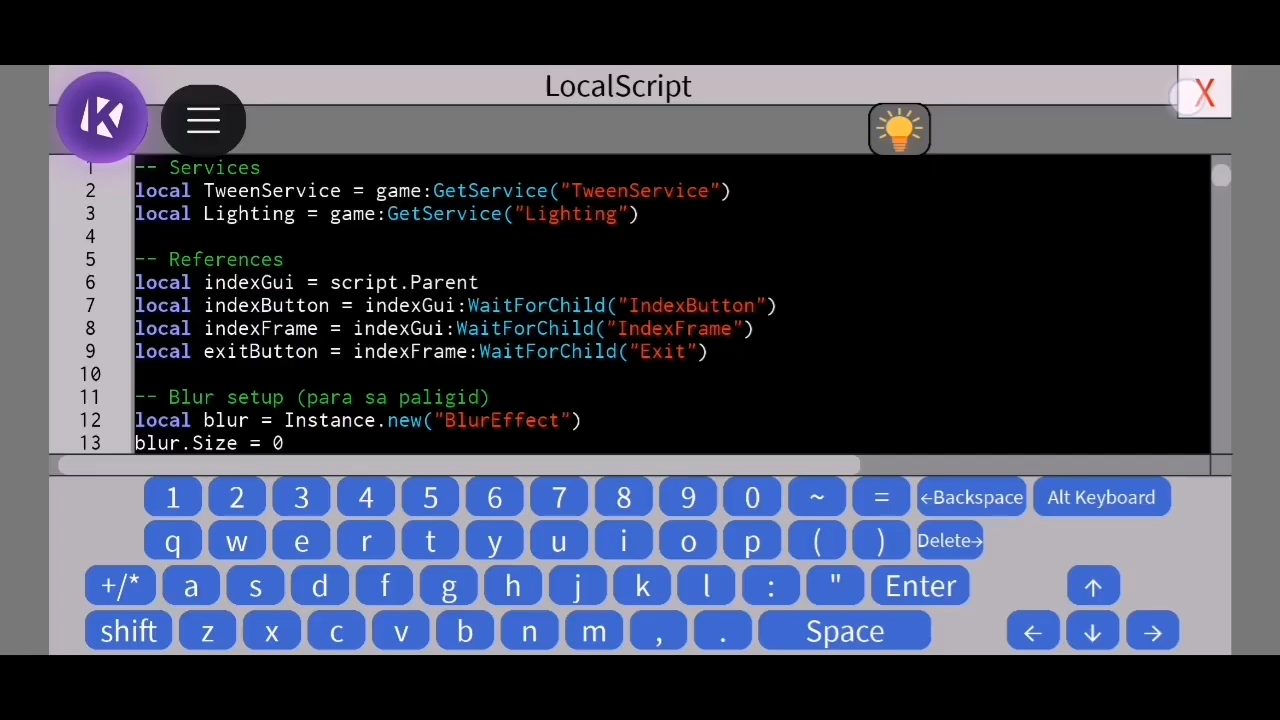 LocalScript
X
1 -- Services
2 local TweenService = game:GetService("TweenService")
3 local Lighting = game:GetService("Lighting")
4
5 -- References
6 local indexGui = script.Parent
7 local indexButton = indexGui:WaitForChild("IndexButton")
8 local indexFrame = indexGui:WaitForChild("IndexFrame")
9 local exitButton = indexFrame:WaitForChild("Exit")
10
11 -- Blur setup (para sa paligid)
12 local blur = Instance.new("BlurEffect")
13 blur.Size = 0
1 2 3 4 5 6 7 8 9 0 ~ = ←Backspace Alt Keyboard
q w e r t y u i o p ( ) Delete→
+/* a s d f g h j k l : " Enter ↑
shift z x c v b n m , . Space ← ↓ →